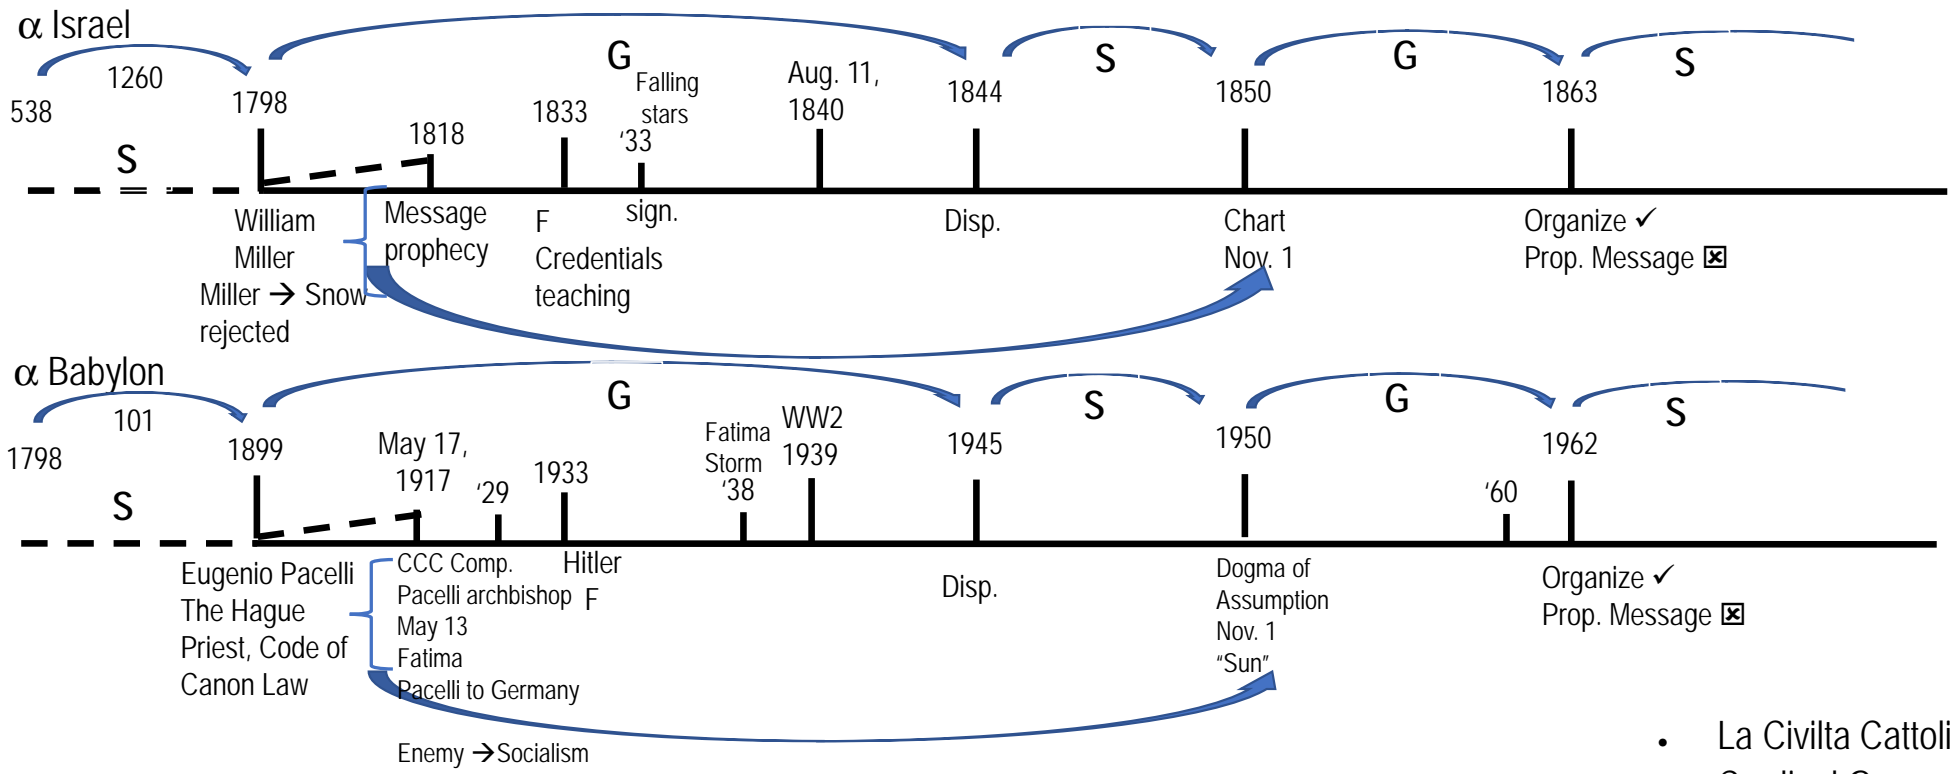 α Israel
538
1260
S
1798
G
1818
1833
Falling
stars
‘33
Aug. 11,
1840
1844
S
1850
G
1863
S
William
Miller
Miller → Snow
rejected
Message
prophecy
F
Credentials
teaching
sign.
Disp.
Chart
Nov. 1
Organize ✓
Prop. Message ☒
α Babylon
1798
101
S
1899
G
May 17,
1917
‘29
1933
Fatima
Storm
‘38
WW2
1939
1945
S
1950
G
‘60
1962
S
Eugenio Pacelli
The Hague
Priest, Code of
Canon Law
CCC Comp.
Pacelli archbishop
May 13
Fatima
Pacelli to Germany
Enemy → Socialism
Hitler
F
Disp.
Dogma of
Assumption
Nov. 1
“Sun”
Organize ✓
Prop. Message ☒
• La Civilta Cattoli